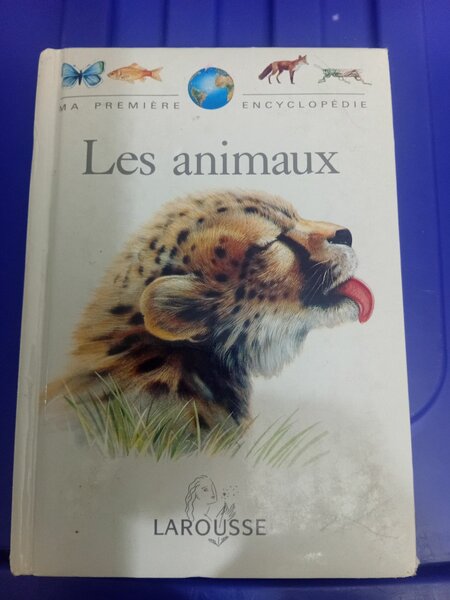 MA PREMIÈRE ENCYCLOPÉDIE
Les animaux
LAROUSSE